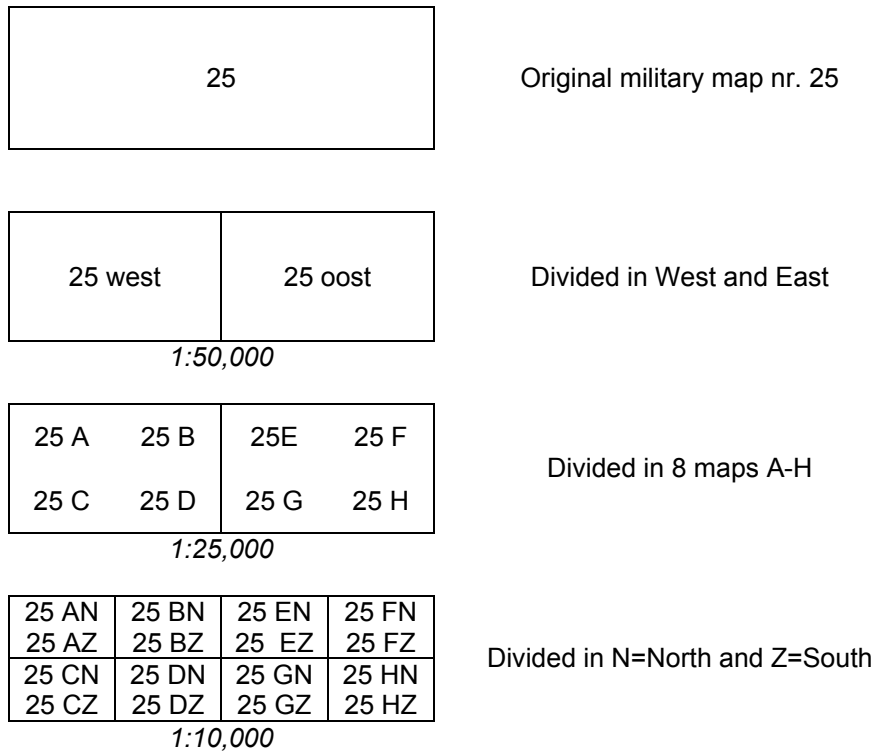 25
Original military map nr. 25
25 west 25 oost
Divided in West and East
1:50,000
25 A 25 B 25E 25 F
25 C 25 D 25 G 25 H
Divided in 8 maps A-H
1:25,000
25 AN 25 BN 25 EN 25 FN
25 AZ 25 BZ 25 EZ 25 FZ
25 CN 25 DN 25 GN 25 HN
25 CZ 25 DZ 25 GZ 25 HZ
Divided in N=North and Z=South
1:10,000